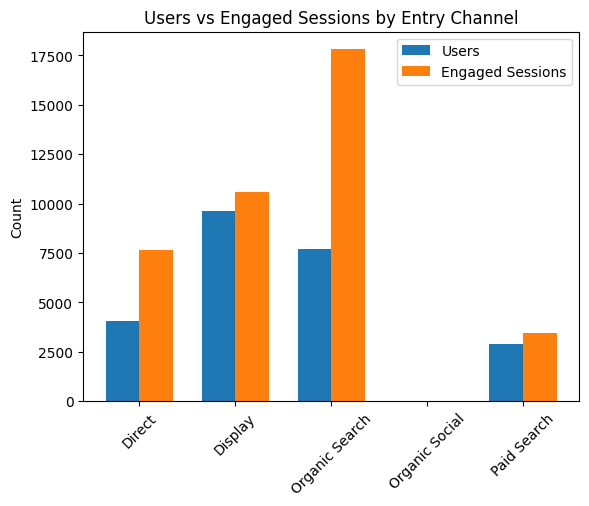 Users vs Engaged Sessions by Entry Channel
Users
Engaged Sessions
Count
17500
15000
12500
10000
7500
5000
2500
0
Direct
Display
Organic Search
Organic Social
Paid Search